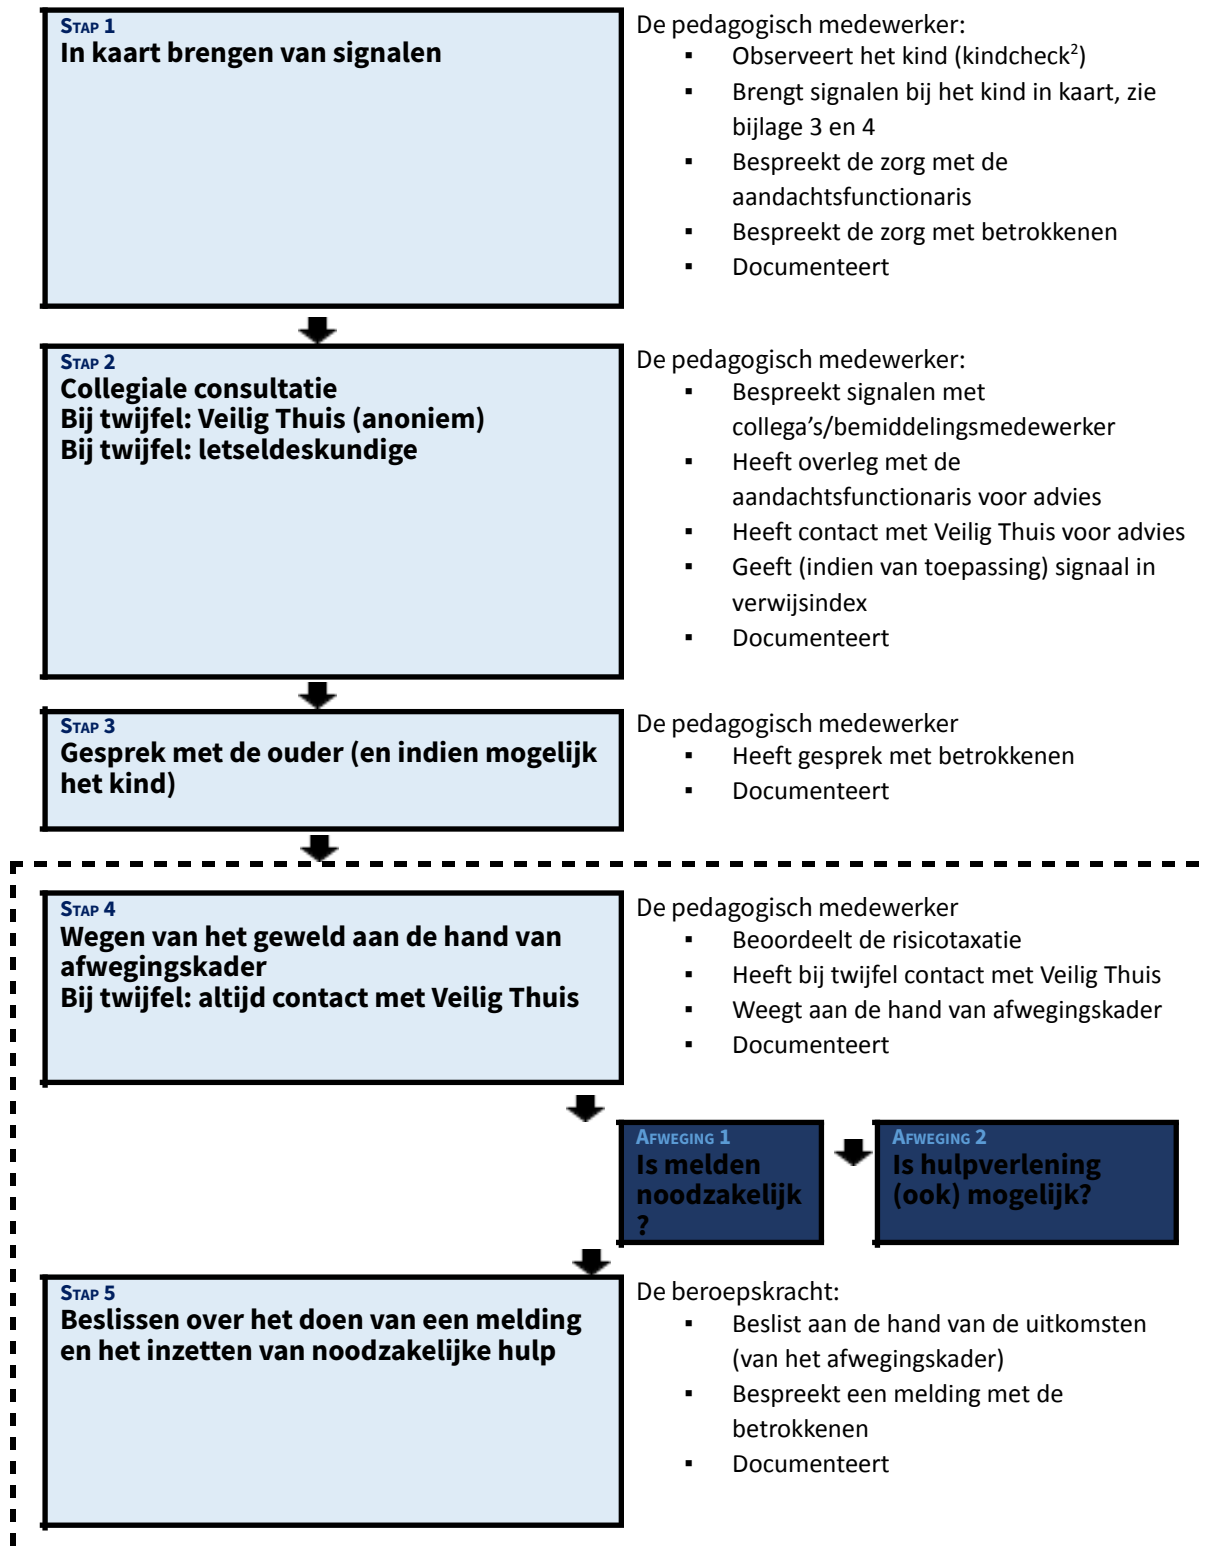 Stap 1
In kaart brengen van signalen
De pedagogisch medewerker:
▪ Observeert het kind (kindcheck²)
▪ Brengt signalen bij het kind in kaart, zie
bijlage 3 en 4
▪ Bespreekt de zorg met de
aandachtsfunctionaris
▪ Bespreekt de zorg met betrokkenen
▪ Documenteert
Stap 2
Collegiale consultatie
Bij twijfel: Veilig Thuis (anoniem)
Bij twijfel: letseldeskundige
De pedagogisch medewerker:
▪ Bespreekt signalen met
collega’s/bemiddelingsmedewerker
▪ Heeft overleg met de
aandachtsfunctionaris voor advies
▪ Heeft contact met Veilig Thuis voor advies
▪ Geeft (indien van toepassing) signaal in
verwijsindex
▪ Documenteert
Stap 3
Gesprek met de ouder (en indien mogelijk
het kind)
De pedagogisch medewerker
▪ Heeft gesprek met betrokkenen
▪ Documenteert
Stap 4
Wegen van het geweld aan de hand van
afwegingskader
Bij twijfel: altijd contact met Veilig Thuis
De pedagogisch medewerker
▪ Beoordeelt de risicotaxatie
▪ Heeft bij twijfel contact met Veilig Thuis
▪ Weegt aan de hand van afwegingskader
▪ Documenteert
Afweging 1
Is melden
noodzakelijk
?
Afweging 2
Is hulpverlening
(ook) mogelijk?
Stap 5
Beslissen over het doen van een melding
en het inzetten van noodzakelijke hulp
De beroepskracht:
▪ Beslist aan de hand van de uitkomsten
(van het afwegingskader)
▪ Bespreekt een melding met de
betrokkenen
▪ Documenteert